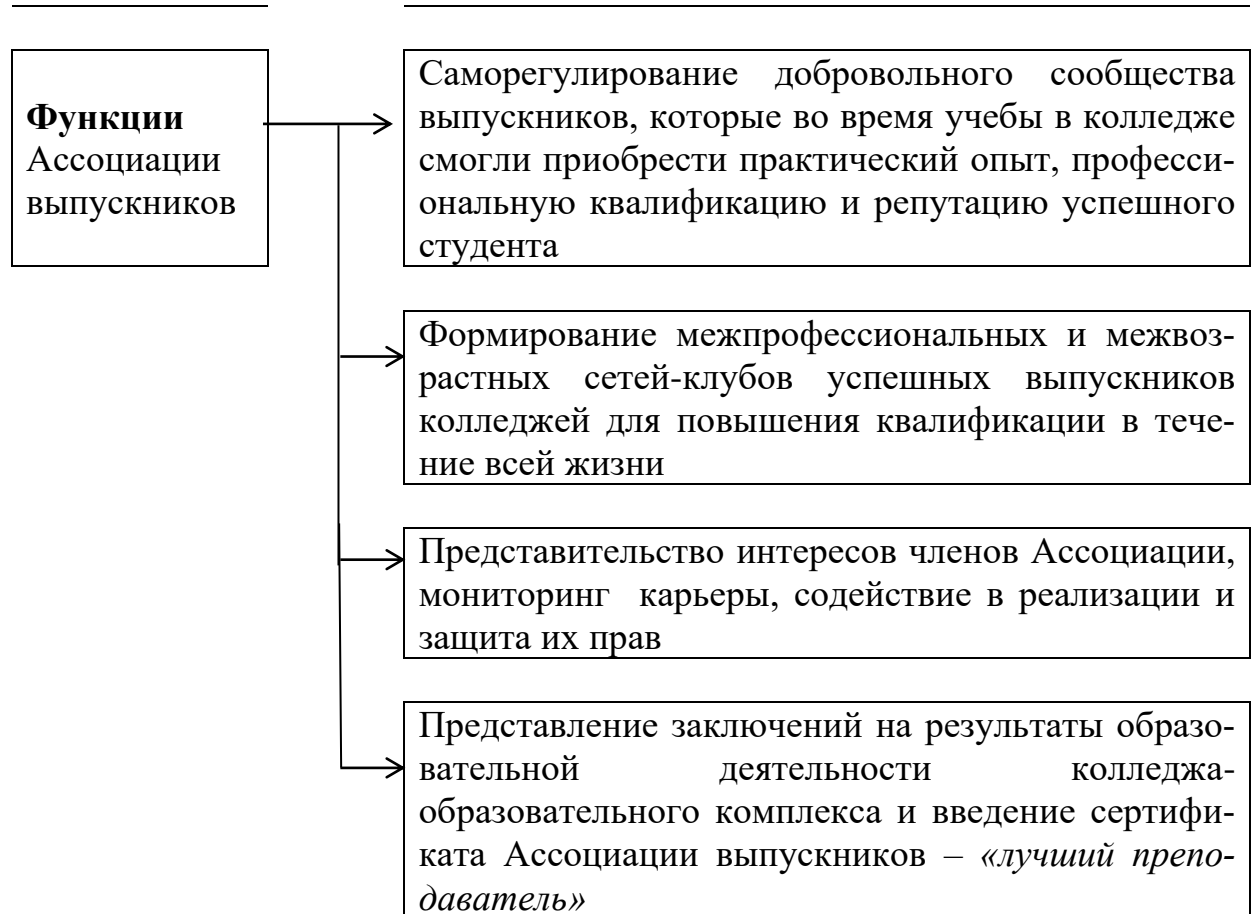 Функции
Ассоциации
выпускников
Саморегулирование добровольного сообщества
выпускников, которые во время учебы в колледже
смогли приобрести практический опыт, професси-
ональную квалификацию и репутацию успешного
студента
Формирование межпрофессиональных и межвоз-
растных сетей-клубов успешных выпускников
колледжей для повышения квалификации в тече-
ние всей жизни
Представительство интересов членов Ассоциации,
мониторинг карьеры, содействие в реализации и
защита их прав
Представление заключений на результаты образо-
вательной деятельности колледжа-
образовательного комплекса и введение сертифи-
ката Ассоциации выпускников – «лучший препо-
даватель»